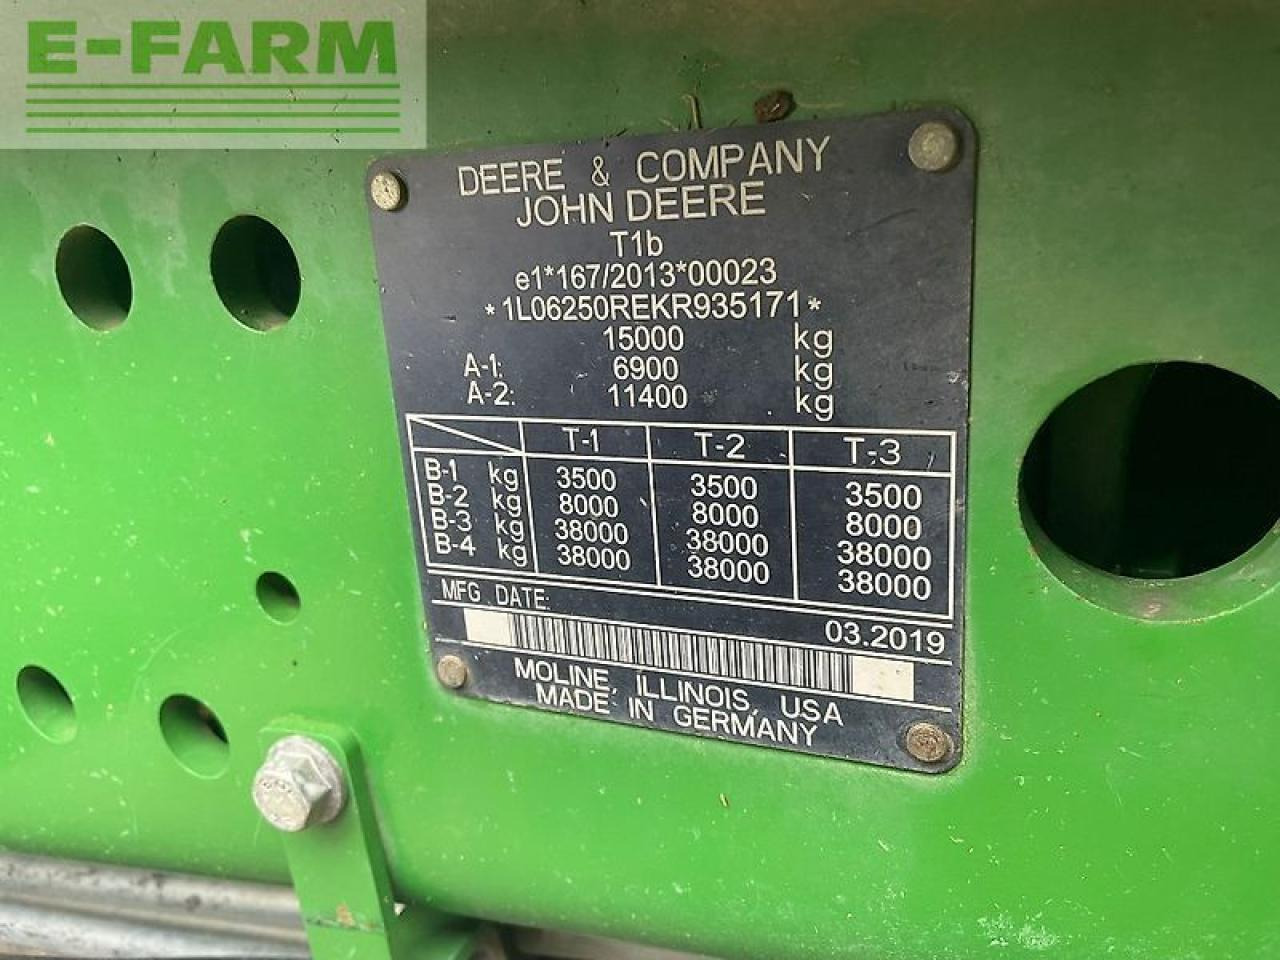 E-FARM
DEERE & COMPANY
JOHN DEERE
T1b
e1*167/2013*00023
*1L06250REKR935171*
15000 kg
A-1: 6900 kg
A-2: 11400 kg
T-1 T-2 T-3
B-1 kg 3500 3500 3500
B-2 kg 8000 8000 8000
B-3 kg 38000 38000 38000
B-4 kg 38000 38000 38000
MFG. DATE: 03.2019
MOLINE, ILLINOIS, USA
MADE IN GERMANY